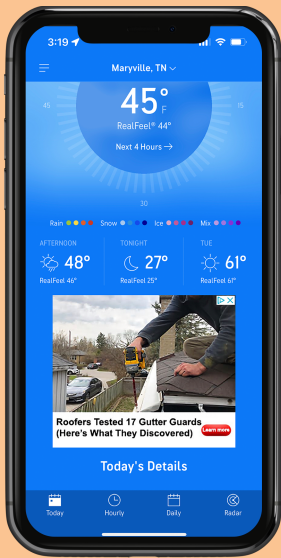 3:19
Maryville, TN
45° F
45
15
RealFeel® 44°
Next 4 Hours →
30
Rain Snow Ice Mix
AFTERNOON TONIGHT TUE
48° 27° 61°
RealFeel 46° RealFeel 25° RealFeel 67°
Roofers Tested 17 Gutter Guards
(Here's What They Discovered)
Learn more
Today's Details
Today Hourly Daily Radar